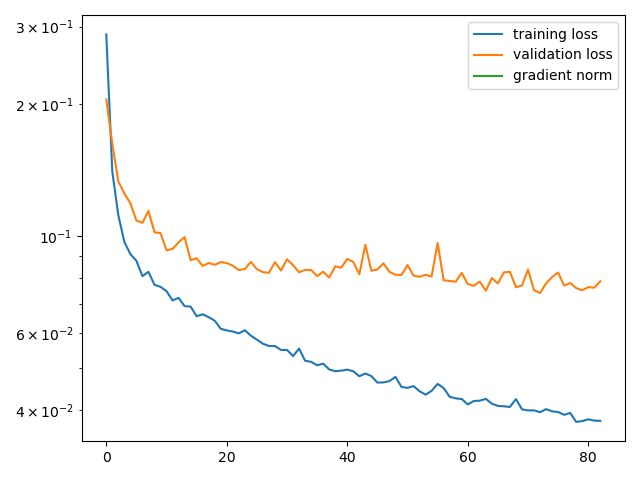 3 × 10⁻¹
2 × 10⁻¹
10⁻¹
6 × 10⁻²
4 × 10⁻²
0
20
40
60
80
training loss
validation loss
gradient norm